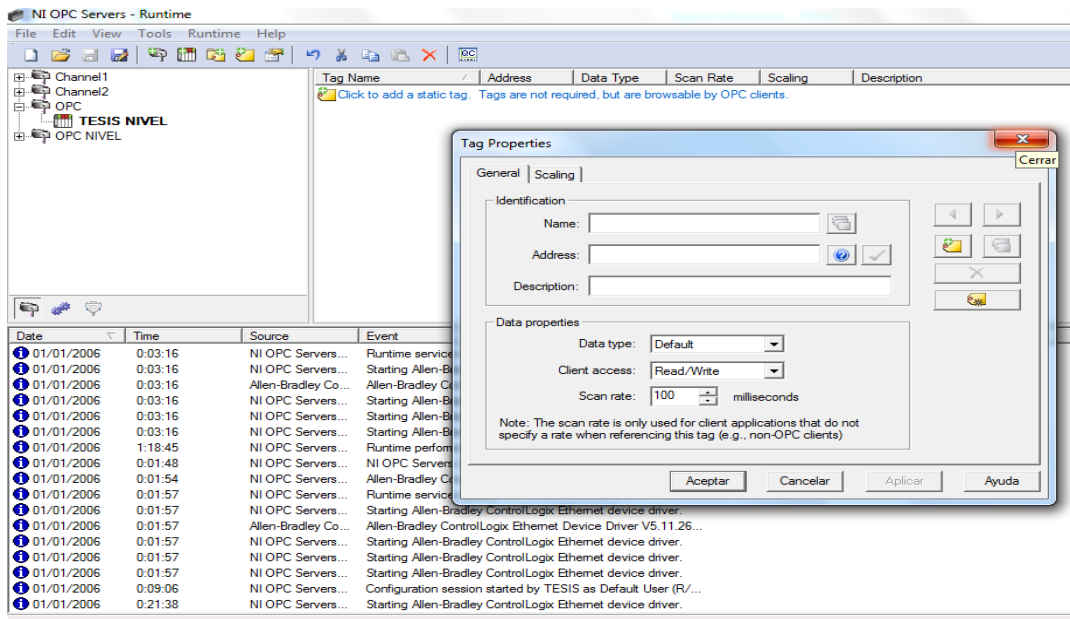 NI OPC Servers - Runtime
File Edit View Tools Runtime Help
Channel1
Channel2
OPC
TESIS NIVEL
OPC NIVEL
Tag Name Address Data Type Scan Rate Scaling Description
Click to add a static tag. Tags are not required, but are browsable by OPC clients.
Tag Properties
Cerrar
General Scaling
Identification
Name:
Address:
Description:
Data properties
Data type: Default
Client access: Read/Write
Scan rate: 100 milliseconds
Note: The scan rate is only used for client applications that do not
specify a rate when referencing this tag (e.g., non-OPC clients)
Aceptar Cancelar Aplicar Ayuda
Date Time Source Event
01/01/2006 0:03:16 NI OPC Servers... Runtime service
01/01/2006 0:03:16 NI OPC Servers... Starting Allen-B
01/01/2006 0:03:16 Allen-Bradley Co... Allen-Bradley Co
01/01/2006 0:03:16 NI OPC Servers... Starting Allen-B
01/01/2006 0:03:16 NI OPC Servers... Starting Allen-B
01/01/2006 0:03:16 NI OPC Servers... Starting Allen-B
01/01/2006 1:18:45 NI OPC Servers... Runtime perfom
01/01/2006 0:01:48 NI OPC Servers... NI OPC Servers
01/01/2006 0:01:54 NI OPC Servers... Allen-Bradley Co
01/01/2006 0:01:57 NI OPC Servers... Runtime service
01/01/2006 0:01:57 NI OPC Servers... Starting Allen-Bradley ControlLogix Ethernet device driver.
01/01/2006 0:01:57 Allen-Bradley Co... Allen-Bradley ControlLogix Ethernet Device Driver V5.11.26...
01/01/2006 0:01:57 NI OPC Servers... Starting Allen-Bradley ControlLogix Ethernet device driver.
01/01/2006 0:01:57 NI OPC Servers... Starting Allen-Bradley ControlLogix Ethernet device driver.
01/01/2006 0:01:57 NI OPC Servers... Starting Allen-Bradley ControlLogix Ethernet device driver.
01/01/2006 0:09:06 NI OPC Servers... Configuration session started by TESIS as Default User (R/...
01/01/2006 0:21:38 NI OPC Servers... Starting Allen-Bradley ControlLogix Ethernet device driver.